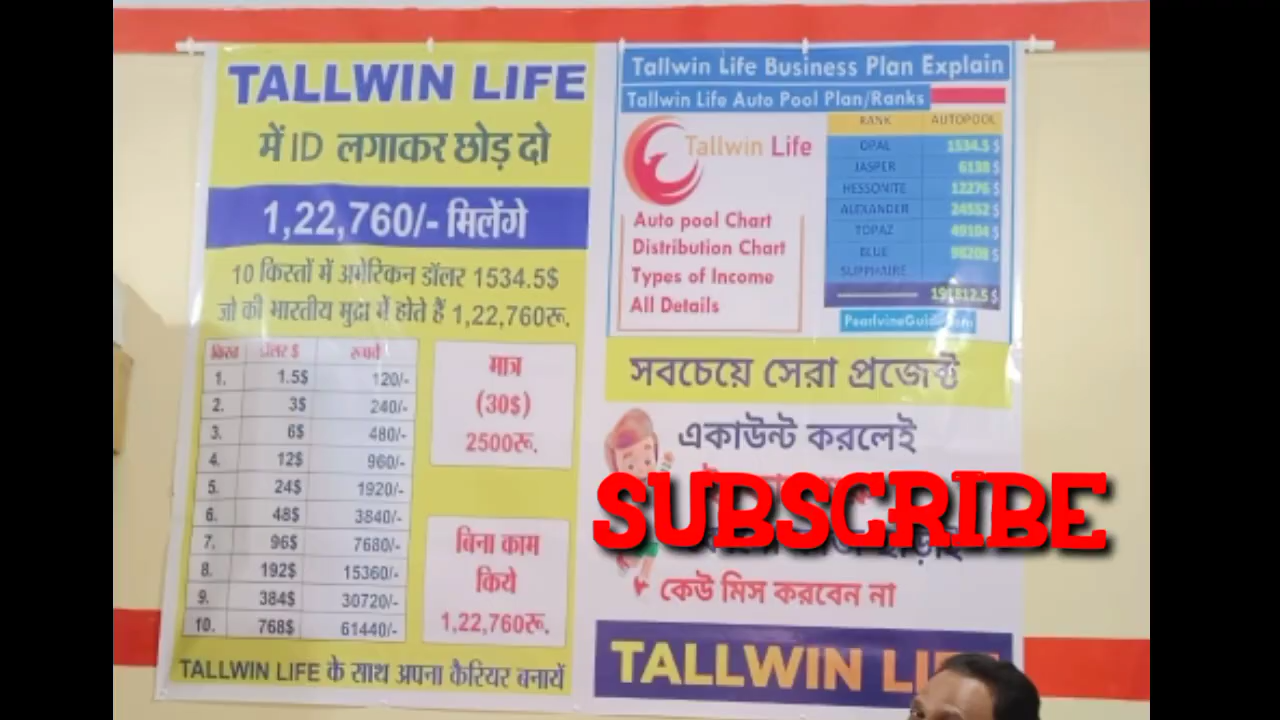 TALLWIN LIFE
में ID लगाकर छोड़ दो
1,22,760/- मिलेंगे
10 किस्तों में अमेरिकन डॉलर 1534.5$
जो की भारतीय मुद्रा में होते हैं 1,22,760रू.
किस्त डॉलर $ रूपये
1. 1.5$ 120/-
2. 3$ 240/-
3. 6$ 480/-
4. 12$ 960/-
5. 24$ 1920/-
6. 48$ 3840/-
7. 96$ 7680/-
8. 192$ 15360/-
9. 384$ 30720/-
10. 768$ 61440/-
मात्र
(30$)
2500रू.
बिना काम
किये
1,22,760रू.
TALLWIN LIFE के साथ अपना कैरियर बनायें
Tallwin Life Business Plan Explain
Tallwin Life Auto Pool Plan/Ranks
Tallwin Life
Auto pool Chart
Distribution Chart
Types of Income
All Details
RANK AUTOPOOL
OPAL 1534.5 $
JASPER 6138 $
HESSONITE 12276 $
ALEXANDER 24552 $
TOPAZ 49104 $
BLUE 98208 $
SUPPHAIRE
$
সবচেয়ে সেরা প্রজেক্ট
একাউন্ট করলেই
SUBSCRIBE
কেউ মিস করবেন না
TALLWIN